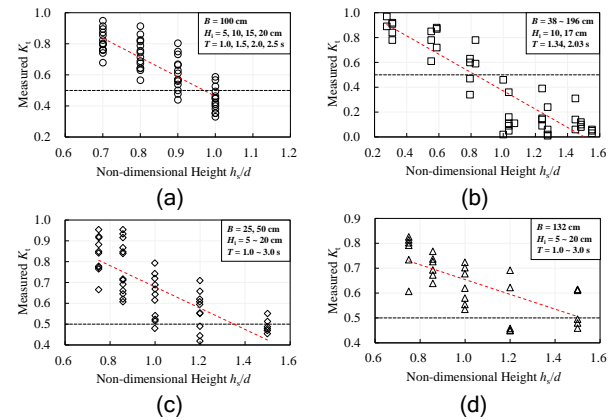 1.0
0.8
0.6
0.4
0.2
Measured Kt
B = 100 cm
Hi = 5, 10, 15, 20 cm
T = 1.0, 1.5, 2.0, 2.5 s
0.6 0.7 0.8 0.9 1.0 1.1 1.2
Non-dimensional Height hs/d
(a)
1.0
0.8
0.6
0.4
0.2
0.0
Measured Kt
B = 38 ~ 196 cm
Hi = 10, 17 cm
T = 1.34, 2.03 s
0.2 0.4 0.6 0.8 1.0 1.2 1.4 1.6
Non-dimensional Height hs/d
(b)
1.0
0.9
0.8
0.7
0.6
0.5
0.4
Measured Kt
B = 25, 50 cm
Hi = 5 ~ 20 cm
T = 1.0 ~ 3.0 s
0.6 0.8 1.0 1.2 1.4 1.6
Non-dimensional Height hs/d
(c)
0.9
0.8
0.7
0.6
0.5
0.4
Measured Kt
B = 132 cm
Hi = 5 ~ 20 cm
T = 1.0 ~ 3.0 s
0.6 0.8 1.0 1.2 1.4 1.6
Non-dimensional Height hs/d
(d)